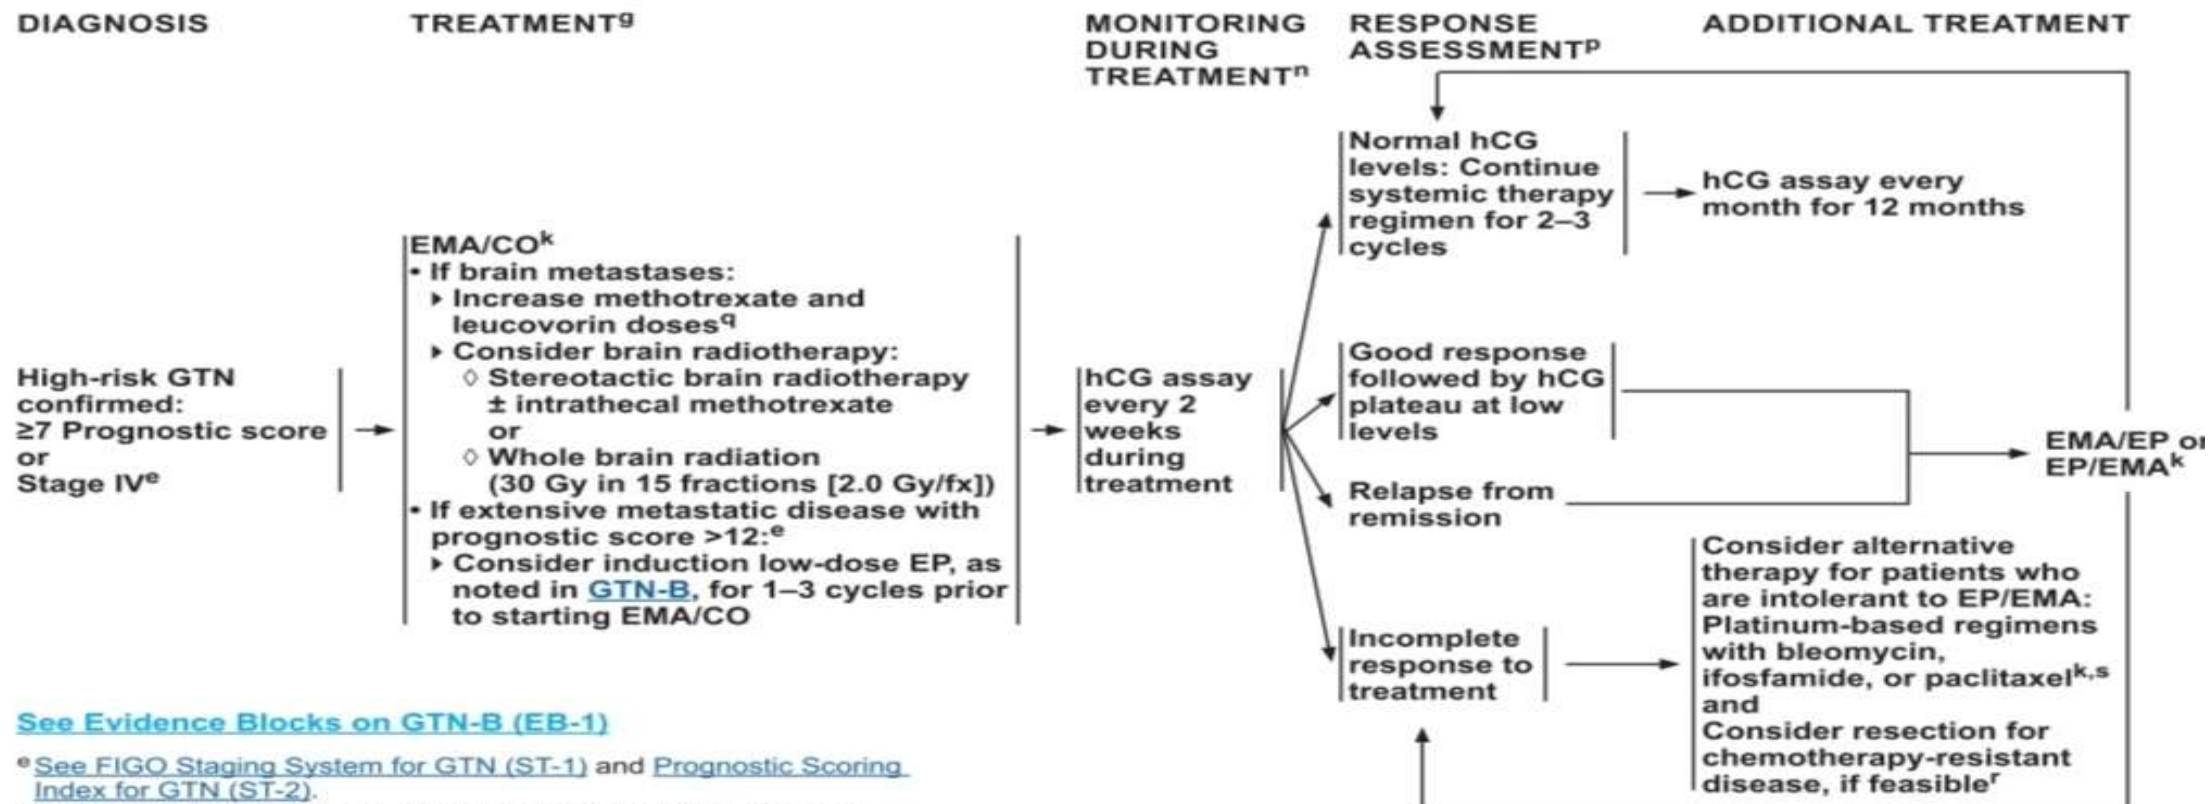 DIAGNOSIS
TREATMENTg
MONITORING
DURING
TREATMENTn
RESPONSE
ASSESSMENTp
ADDITIONAL TREATMENT
High-risk GTN
confirmed:
≥7 Prognostic score
or
Stage IVe
EMA/COk
• If brain metastases:
▸ Increase methotrexate and
leucovorin dosesq
▸ Consider brain radiotherapy:
◊ Stereotactic brain radiotherapy
± intrathecal methotrexate
or
◊ Whole brain radiation
(30 Gy in 15 fractions [2.0 Gy/fx])
• If extensive metastatic disease with
prognostic score >12:e
▸ Consider induction low-dose EP, as
noted in GTN-B, for 1–3 cycles prior
to starting EMA/CO
hCG assay
every 2
weeks
during
treatment
Normal hCG
levels: Continue
systemic therapy
regimen for 2–3
cycles
hCG assay every
month for 12 months
Good response
followed by hCG
plateau at low
levels
Relapse from
remission
EMA/EP or
EP/EMAk
Incomplete
response to
treatment
Consider alternative
therapy for patients who
are intolerant to EP/EMA:
Platinum-based regimens
with bleomycin,
ifosfamide, or paclitaxelk,s
and
Consider resection for
chemotherapy-resistant
disease, if feasibler
See Evidence Blocks on GTN-B (EB-1)
e See FIGO Staging System for GTN (ST-1) and Prognostic Scoring
Index for GTN (ST-2).